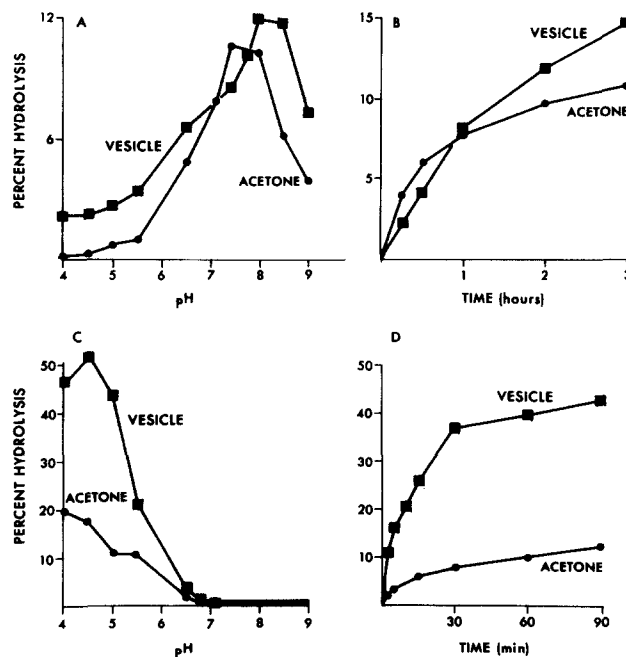 A
PERCENT HYDROLYSIS
12
6
VESICLE
ACETONE
4 5 6 7 8 9
pH
B
15
10
5
VESICLE
ACETONE
1 2 3
TIME (hours)
C
PERCENT HYDROLYSIS
50
40
30
20
10
VESICLE
ACETONE
4 5 6 7 8 9
pH
D
50
40
30
20
10
VESICLE
ACETONE
30 60 90
TIME (min)